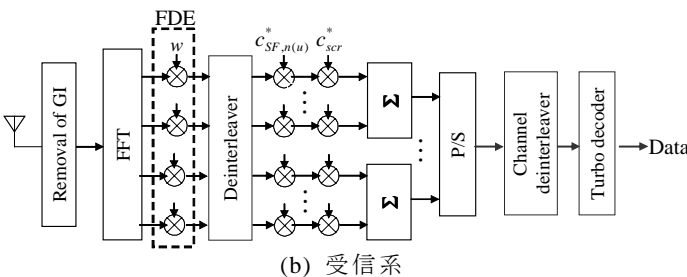 FDE
w
c*SF,n(u)
c*scr
Removal of GI
FFT
Deinterleaver
Σ
Σ
P/S
Channel
deinterleaver
Turbo decoder
Data
(b) 受信系